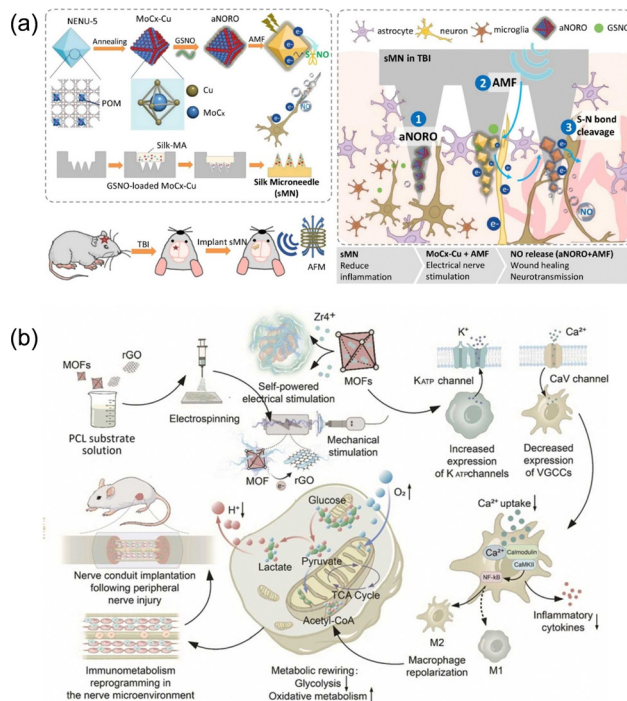 (a)
NENU-5
MoCx-Cu
aNORO
Annealing
GSNO
AMF
S
NO
POM
Cu
MoCx
NO
Silk-MA
GSNO-loaded MoCx-Cu
Silk Microneedle
(sMN)
TBI
Implant sMN
AFM
astrocyte
neuron
microglia
aNORO
GSNO
sMN in TBI
2 AMF
1
aNORO
3
S-N bond
cleavage
e-
NO
sMN
Reduce
inflammation
MoCx-Cu + AMF
Electrical nerve
stimulation
NO release (aNORO+AMF)
Wound healing
Neurotransmission
(b)
MOFs
rGO
PCL substrate
solution
Electrospinning
Zr4+
MOFs
Self-powered
electrical stimulation
Mechanical
stimulation
MOF
e-
rGO
K+
KATP channel
Increased
expression
of K ATPchannels
Ca2+
CaV channel
Decreased
expression
of VGCCs
Ca2+ uptake↓
Ca2+
Calmodulin
CaMKII
NF-kB
Inflammatory
cytokines ↓
M2
M1
Macrophage
repolarization
H+↓
Glucose
O2↑
Lactate
Pyruvate
TCA Cycle
Acetyl-CoA
Metabolic rewiring:
Glycolysis ↓
Oxidative metabolism ↑
Nerve conduit implantation
following peripheral
nerve injury
Immunometabolism
reprogramming in
the nerve microenvironment